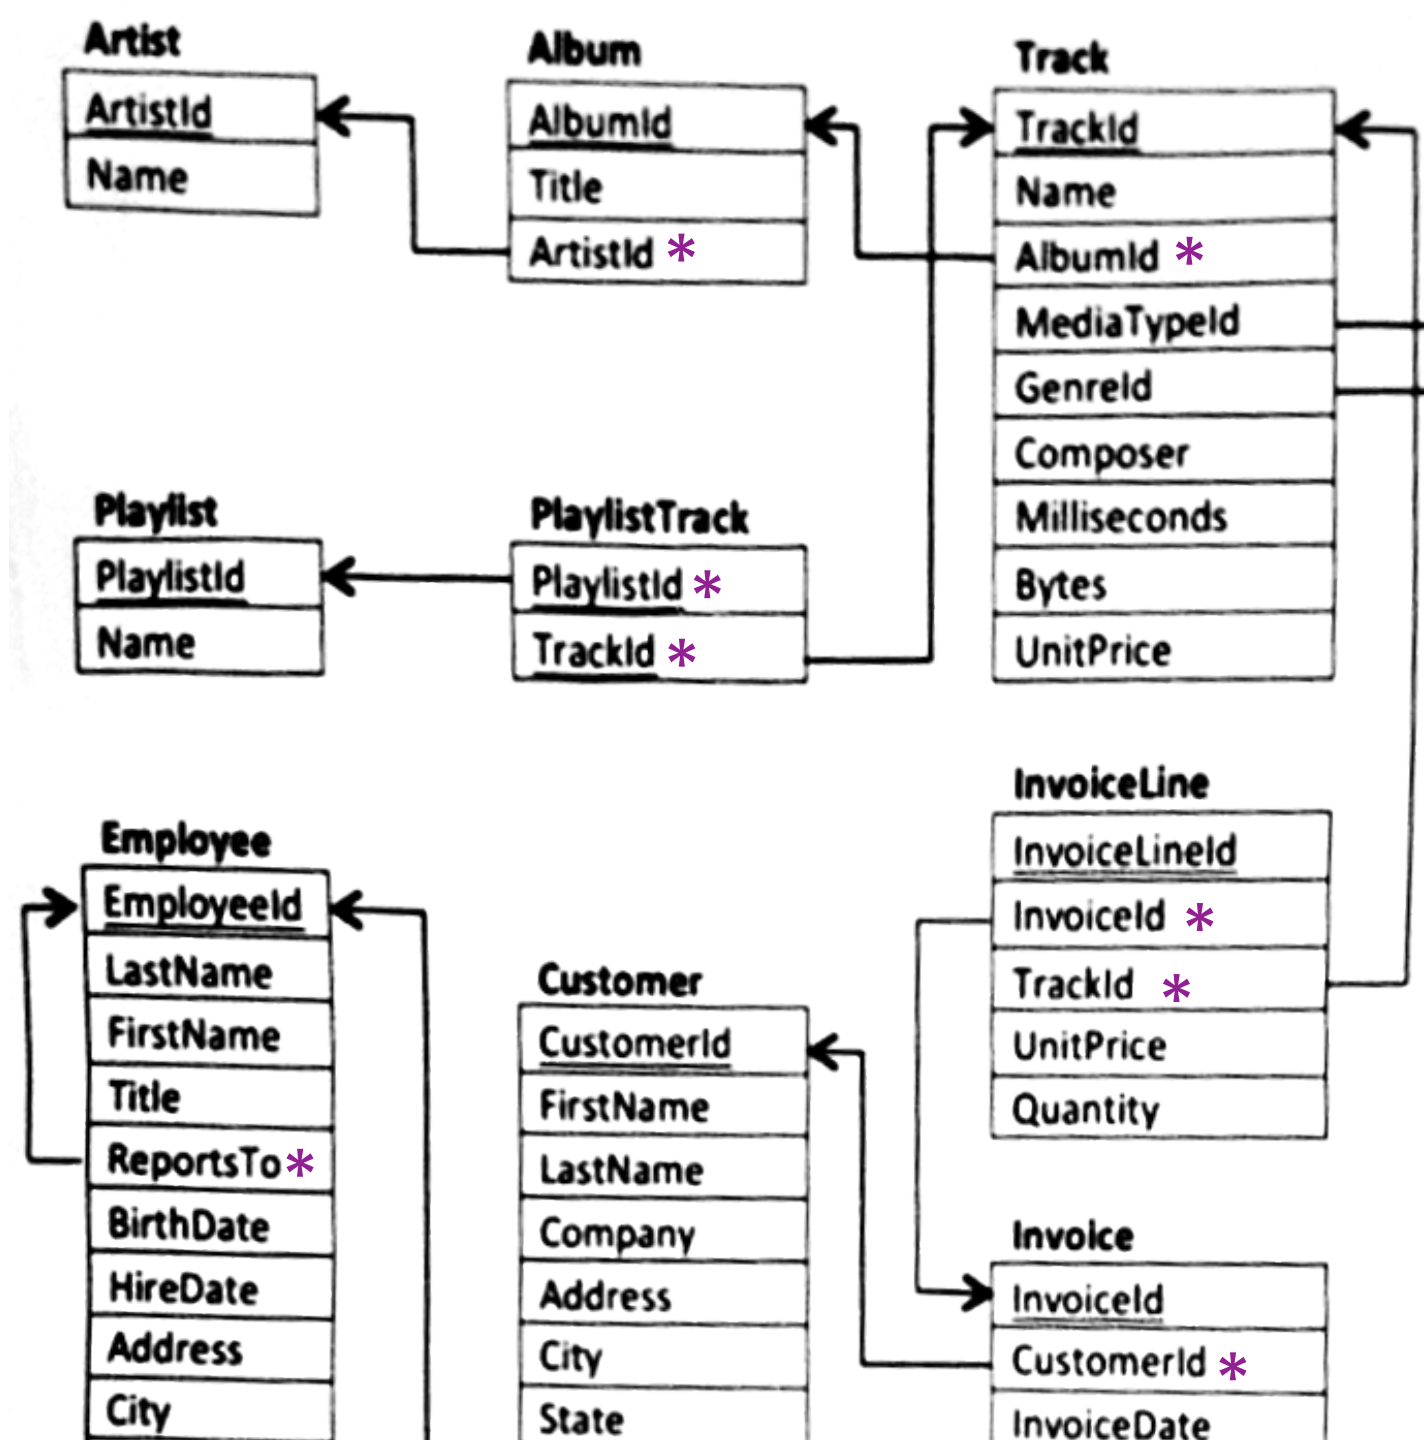 Artist
ArtistId
Name
Album
AlbumId
Title
ArtistId *
Track
TrackId
Name
AlbumId *
MediaTypeId
GenreId
Composer
Milliseconds
Bytes
UnitPrice
Playlist
PlaylistId
Name
PlaylistTrack
PlaylistId *
TrackId *
InvoiceLine
InvoiceLineId
InvoiceId *
TrackId *
UnitPrice
Quantity
Employee
EmployeeId
LastName
FirstName
Title
ReportsTo *
BirthDate
HireDate
Address
City
Customer
CustomerId
FirstName
LastName
Company
Address
City
State
Invoice
InvoiceId
CustomerId *
InvoiceDate